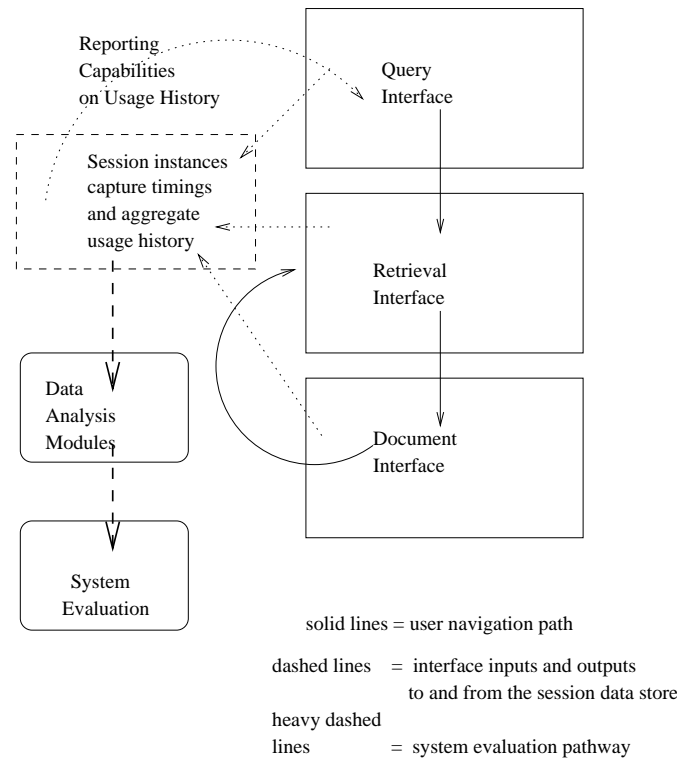 Reporting
Capabilities
on Usage History
Query
Interface
Session instances
capture timings
and aggregate
usage history
Retrieval
Interface
Data
Analysis
Modules
Document
Interface
System
Evaluation
solid lines = user navigation path
dashed lines = interface inputs and outputs
to and from the session data store
heavy dashed
lines = system evaluation pathway